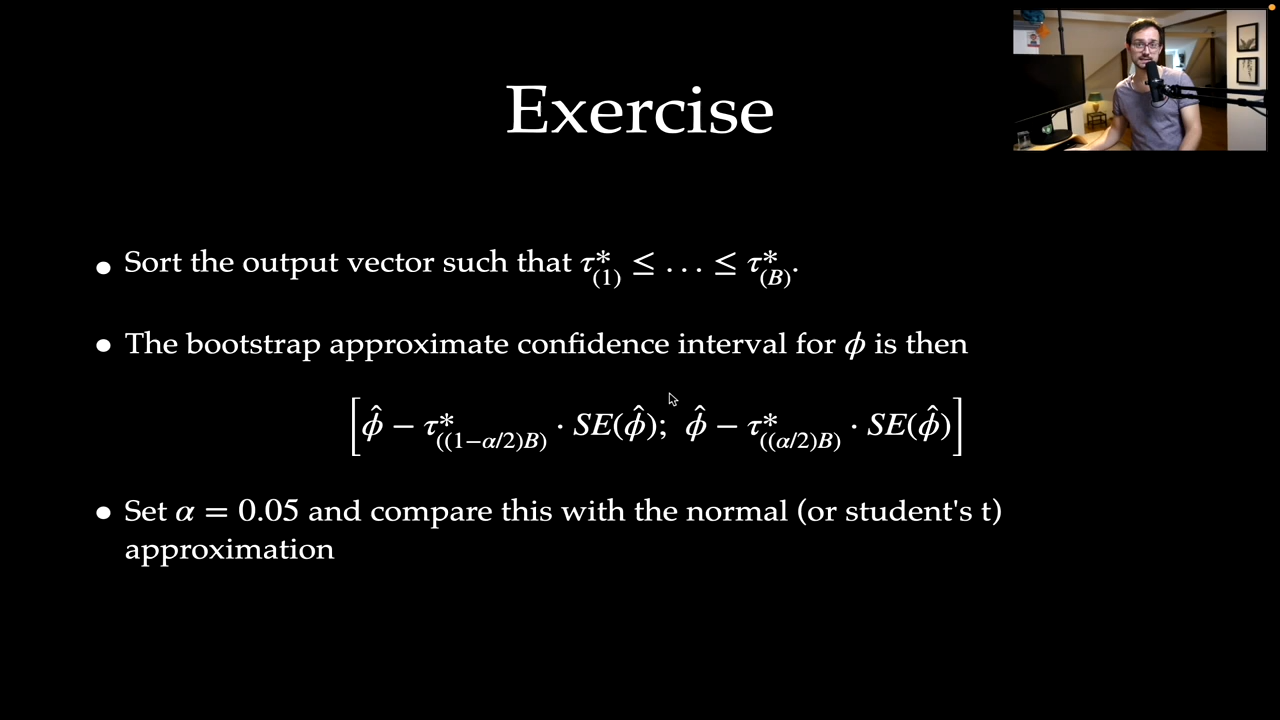 Exercise
• Sort the output vector such that τ*₍₁₎ ≤ … ≤ τ*₍B₎.
• The bootstrap approximate confidence interval for ϕ is then
[ϕ̂ − τ*_((1−α/2)B) · SE(ϕ̂); ϕ̂ − τ*_((α/2)B) · SE(ϕ̂)]
• Set α = 0.05 and compare this with the normal (or student's t)
approximation